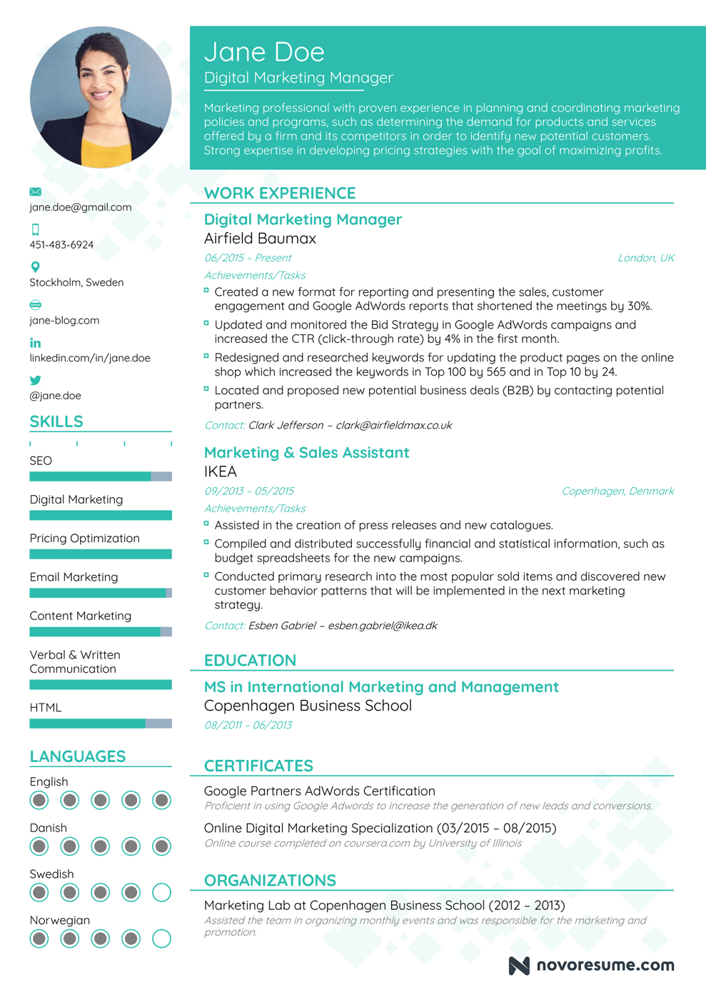 Jane Doe
Digital Marketing Manager
Marketing professional with proven experience in planning and coordinating marketing
policies and programs, such as determining the demand for products and services
offered by a firm and its competitors in order to identify new potential customers.
Strong expertise in developing pricing strategies with the goal of maximizing profits.
jane.doe@gmail.com
451-483-6924
Stockholm, Sweden
www
jane-blog.com
in
linkedin.com/in/jane.doe
@jane.doe
SKILLS
SEO
Digital Marketing
Pricing Optimization
Email Marketing
Content Marketing
Verbal & Written
Communication
HTML
LANGUAGES
English
Danish
Swedish
Norwegian
WORK EXPERIENCE
Digital Marketing Manager
Airfield Baumax
06/2015 – Present
London, UK
Achievements/Tasks
Created a new format for reporting and presenting the sales, customer
engagement and Google AdWords reports that shortened the meetings by 30%.
Updated and monitored the Bid Strategy in Google AdWords campaigns and
increased the CTR (click-through rate) by 4% in the first month.
Redesigned and researched keywords for updating the product pages on the online
shop which increased the keywords in Top 100 by 565 and in Top 10 by 24.
Located and proposed new potential business deals (B2B) by contacting potential
partners.
Contact: Clark Jefferson – clark@airfieldmax.co.uk
Marketing & Sales Assistant
IKEA
09/2013 – 05/2015
Copenhagen, Denmark
Achievements/Tasks
Assisted in the creation of press releases and new catalogues.
Compiled and distributed successfully financial and statistical information, such as
budget spreadsheets for the new campaigns.
Conducted primary research into the most popular sold items and discovered new
customer behavior patterns that will be implemented in the next marketing
strategy.
Contact: Esben Gabriel – esben.gabriel@ikea.dk
EDUCATION
MS in International Marketing and Management
Copenhagen Business School
08/2011 – 06/2013
CERTIFICATES
Google Partners AdWords Certification
Proficient in using Google Adwords to increase the generation of new leads and conversions.
Online Digital Marketing Specialization (03/2015 – 08/2015)
Online course completed on coursera.com by University of Illinois
ORGANIZATIONS
Marketing Lab at Copenhagen Business School (2012 – 2013)
Assisted the team in organizing monthly events and was responsible for the marketing and
promotion.
novoresume.com